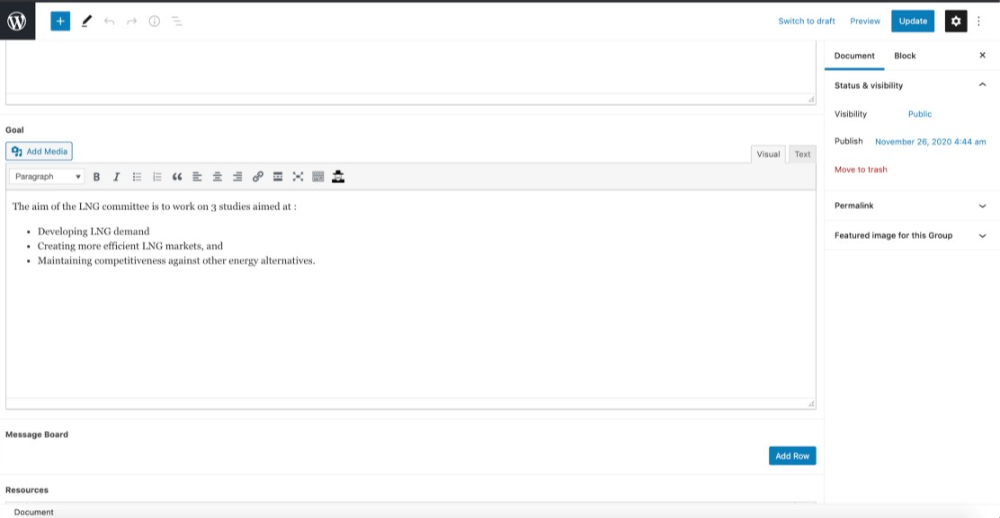 Switch to draft Preview Update
Document Block
Status & visibility
Visibility Public
Publish November 26, 2020 4:44 am
Move to trash
Permalink
Featured image for this Group
Goal
Add Media
Visual Text
Paragraph
The aim of the LNG committee is to work on 3 studies aimed at :
• Developing LNG demand
• Creating more efficient LNG markets, and
• Maintaining competitiveness against other energy alternatives.
Message Board
Add Row
Resources
Document